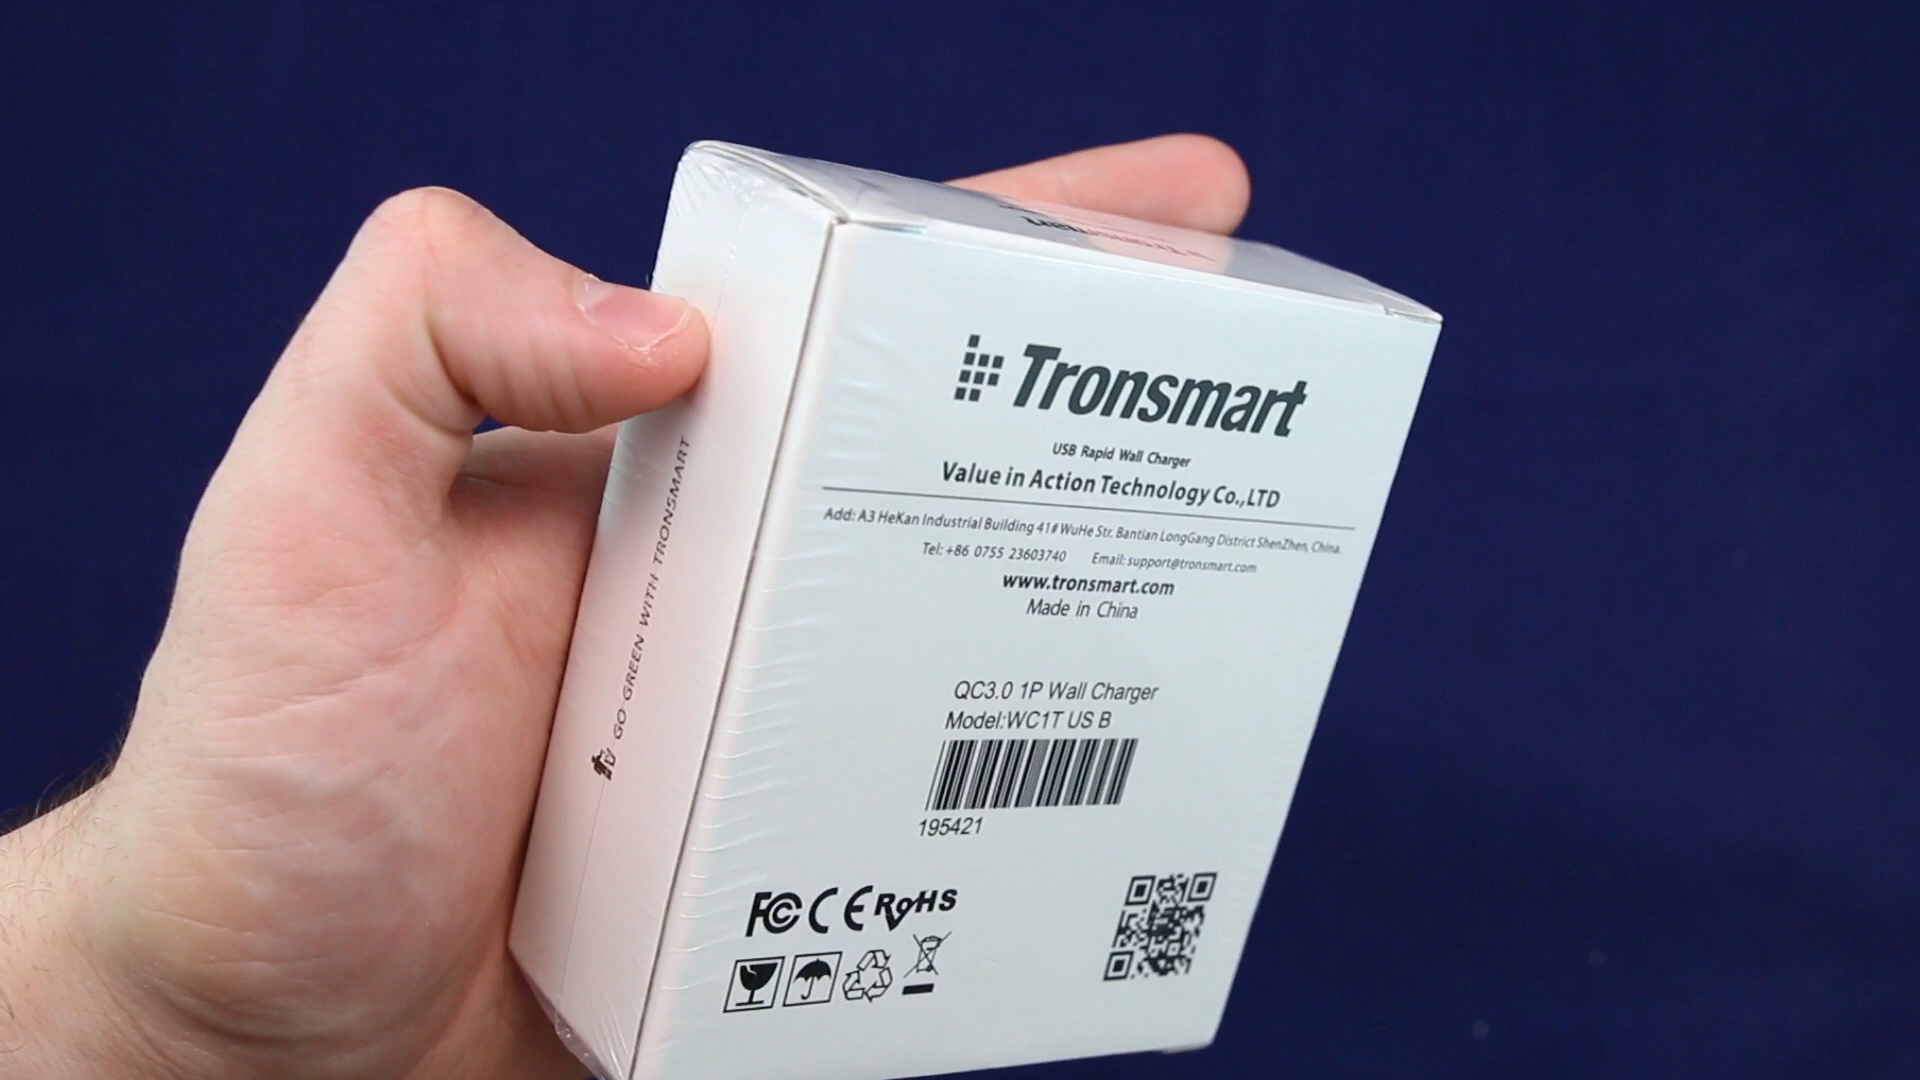 Tronsmart
USB Rapid Wall Charger
Value in Action Technology Co.,LTD
Add: A3 HeKan Industrial Building 41# WuHe Str. Bantian LongGang District ShenZhen, China.
Tel: +86 0755 23603740 Email: support@tronsmart.com
www.tronsmart.com
Made in China
QC3.0 1P Wall Charger
Model:WC1T US B
195421
FC CE RoHS
GO GREEN WITH TRONSMART
Tronsmart